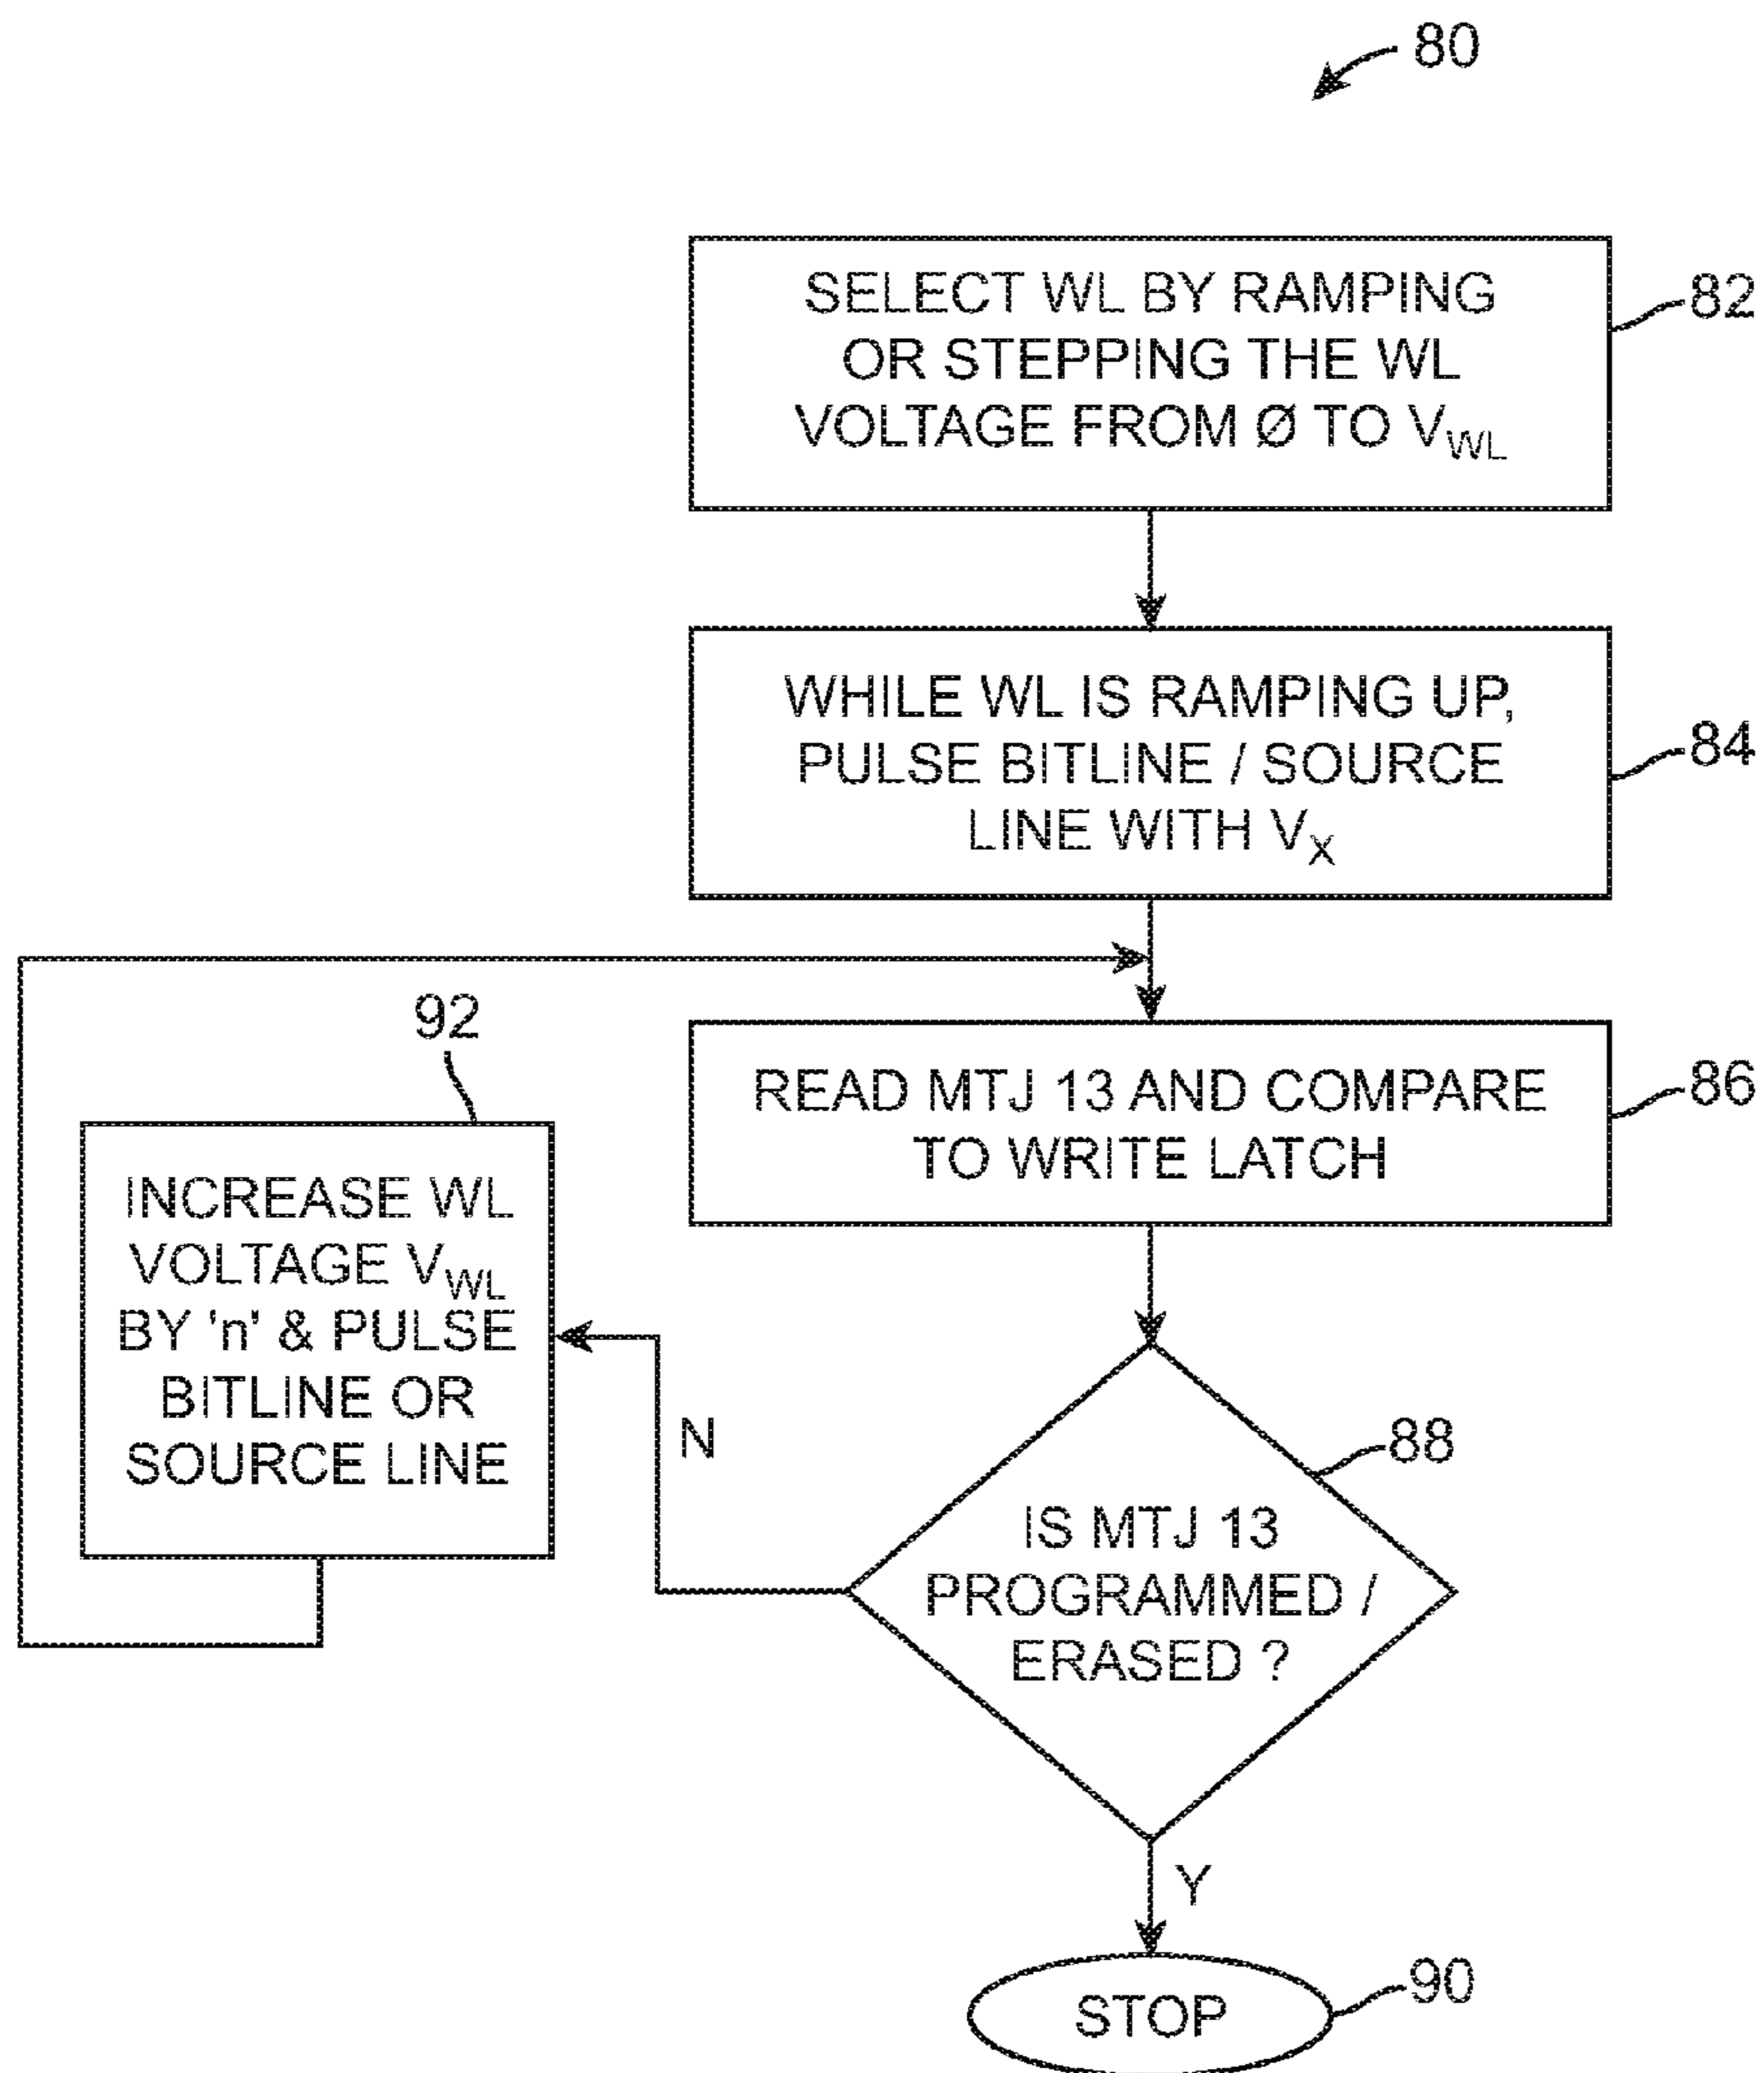 80
SELECT WL BY RAMPING
OR STEPPING THE WL
VOLTAGE FROM Ø TO VWL
82
WHILE WL IS RAMPING UP,
PULSE BITLINE / SOURCE
LINE WITH VX
84
READ MTJ 13 AND COMPARE
TO WRITE LATCH
86
92
INCREASE WL
VOLTAGE VWL
BY 'n' & PULSE
BITLINE OR
SOURCE LINE
N
88
IS MTJ 13
PROGRAMMED /
ERASED ?
Y
STOP
90